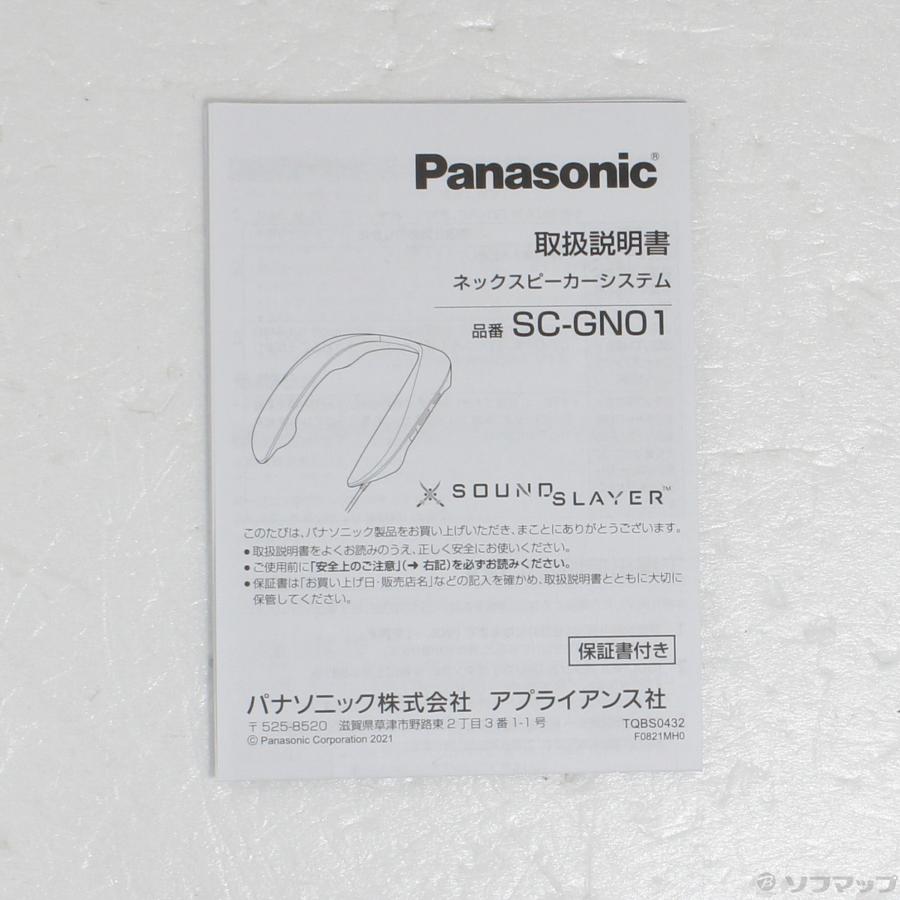 Panasonic®
取扱説明書
ネックスピーカーシステム
品番 SC-GN01
SOUND SLAYER™
このたびは、パナソニック製品をお買い上げいただき、まことにありがとうございます。
● 取扱説明書をよくお読みのうえ、正しく安全にお使いください。
● ご使用前に「安全上のご注意」(➜ 右記)を必ずお読みください。
● 保証書は「お買い上げ日・販売店名」などの記入を確かめ、取扱説明書とともに大切に
保管してください。
保証書付き
パナソニック株式会社 アプライアンス社
〒525-8520 滋賀県草津市野路東2丁目3番1-1号
TQBS0432
© Panasonic Corporation 2021
F0821MH0
ソフマップ